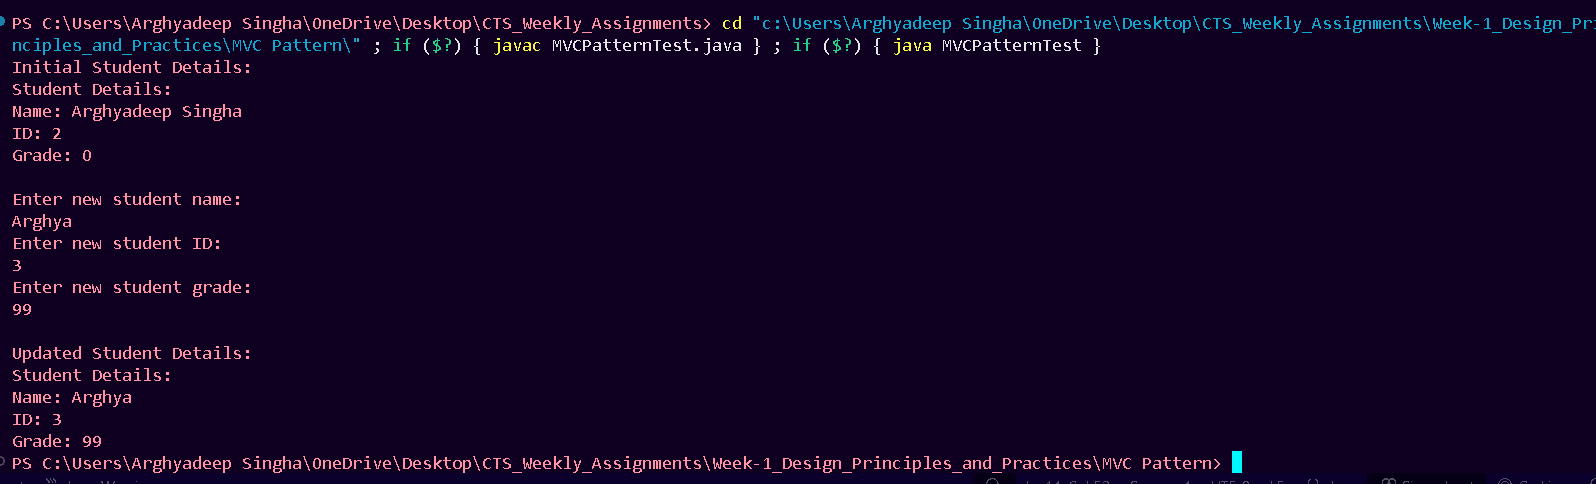 PS C:\Users\Arghyadeep Singha\OneDrive\Desktop\CTS_Weekly_Assignments> cd "c:\Users\Arghyadeep Singha\OneDrive\Desktop\CTS_Weekly_Assignments\Week-1_Design_Pri
nciples_and_Practices\MVC Pattern\" ; if ($?) { javac MVCPatternTest.java } ; if ($?) { java MVCPatternTest }
Initial Student Details:
Student Details:
Name: Arghyadeep Singha
ID: 2
Grade: O

Enter new student name:
Arghya
Enter new student ID:
3
Enter new student grade:
99

Updated Student Details:
Student Details:
Name: Arghya
ID: 3
Grade: 99
PS C:\Users\Arghyadeep Singha\OneDrive\Desktop\CTS_Weekly_Assignments\Week-1_Design_Principles_and_Practices\MVC Pattern>